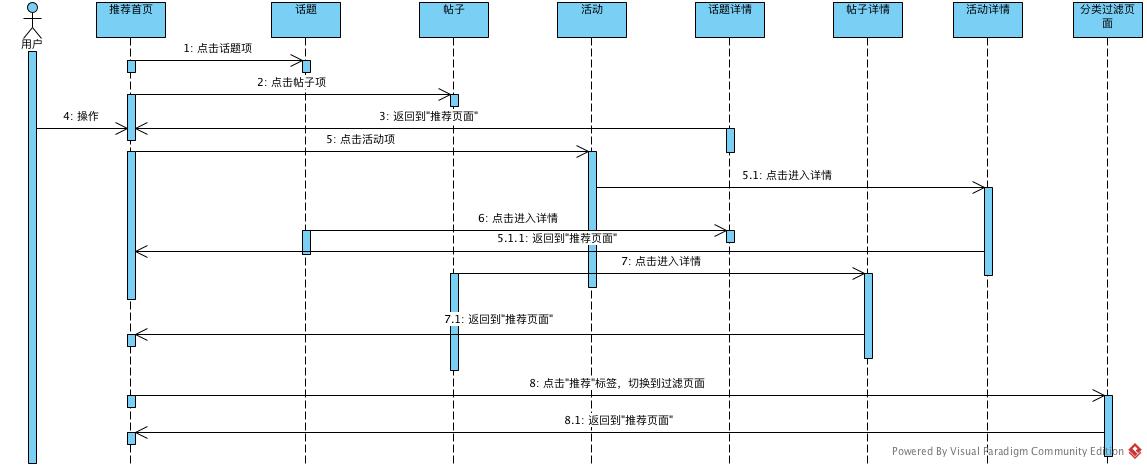 用户
推荐首页
话题
帖子
活动
话题详情
帖子详情
活动详情
分类过滤页
面
1: 点击话题项
2: 点击帖子项
4: 操作
3: 返回到"推荐页面"
5: 点击活动项
5.1: 点击进入详情
6: 点击进入详情
5.1.1: 返回到"推荐页面"
7: 点击进入详情
7.1: 返回到"推荐页面"
8: 点击"推荐"标签，切换到过滤页面
8.1: 返回到"推荐页面"
Powered By Visual Paradigm Community Edition